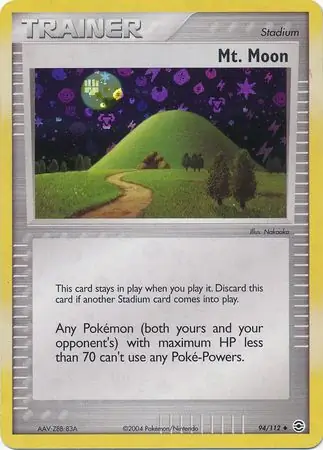 TRAINER
Stadium
Mt. Moon
Illus. Nakaoka
This card stays in play when you play it. Discard this
card if another Stadium card comes into play.
Any Pokémon (both yours and your
opponent's) with maximum HP less
than 70 can't use any Poké-Powers.
AAV-ZBB-83A
©2004 Pokémon/Nintendo
94/112